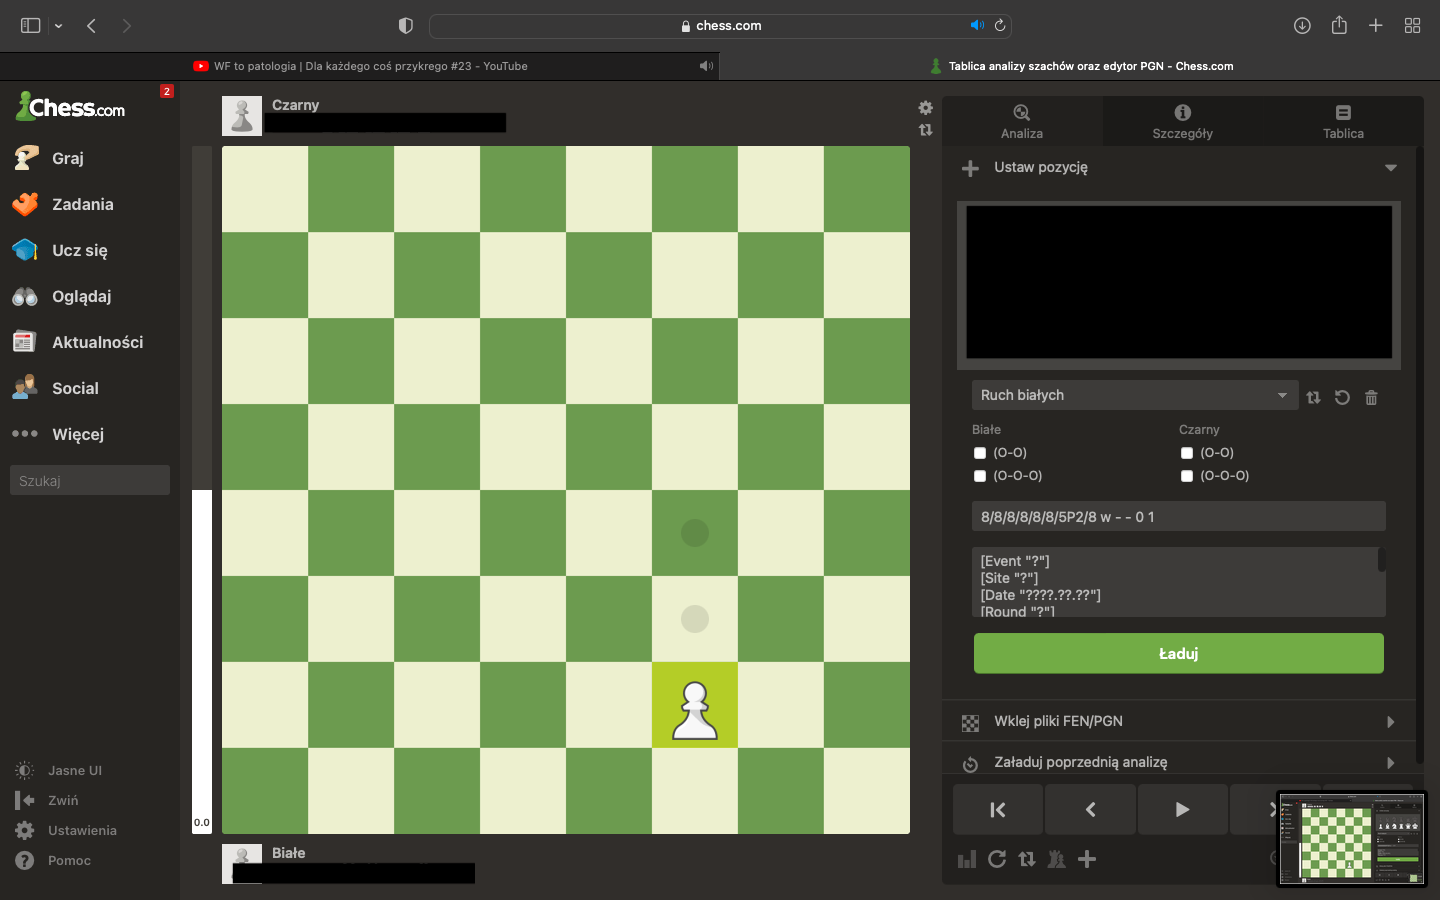 chess.com
WF to patologia | Dla każdego coś przykrego #23 - YouTube
Tablica analizy szachów oraz edytor PGN - Chess.com
Chess.com
2
Graj
Zadania
Ucz się
Oglądaj
Aktualności
Social
Więcej
Szukaj
Jasne UI
Zwiń
Ustawienia
Pomoc
Czarny
0.0
Białe
Analiza
Szczegóły
Tablica
Ustaw pozycję
Ruch białych
Białe
Czarny
(O-O)
(O-O)
(O-O-O)
(O-O-O)
8/8/8/8/8/8/5P2/8 w - - 0 1
[Event "?"]
[Site "?"]
[Date "????.??.??"]
[Round "?"]
Ładuj
Wklej pliki FEN/PGN
Załaduj poprzednią analizę